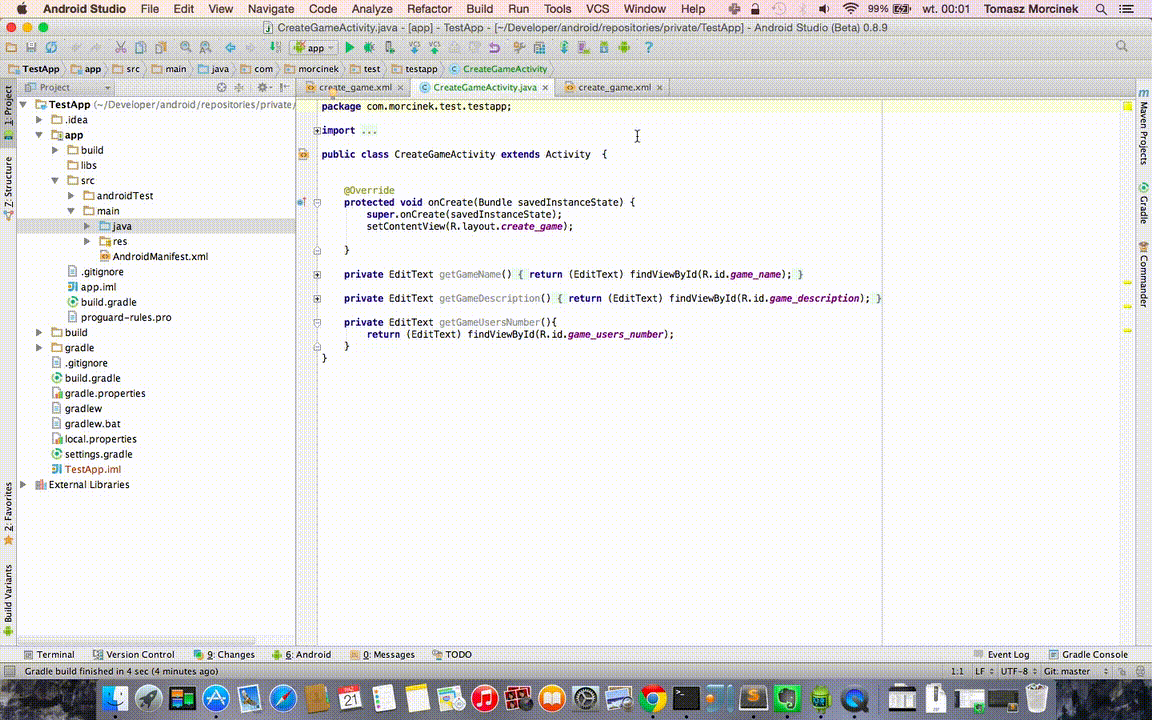 Android Studio File Edit View Navigate Code Analyze Refactor Build Run Tools VCS Window Help 99% wt. 00:01 Tomasz Morcinek
CreateGameActivity.java - [app] - TestApp - [~/Developer/android/repositories/private/TestApp] - Android Studio (Beta) 0.8.9
app
TestApp app src main java com morcinek test testapp CreateGameActivity
Project create_game.xml CreateGameActivity.java create_game.xml
1: Project
Z: Structure
2: Favorites
Build Variants
TestApp (~/Developer/android/repositories/private/
.idea
app
build
libs
src
androidTest
main
java
res
AndroidManifest.xml
.gitignore
app.iml
build.gradle
proguard-rules.pro
build
gradle
.gitignore
build.gradle
gradle.properties
gradlew
gradlew.bat
local.properties
settings.gradle
TestApp.iml
External Libraries
package com.morcinek.test.testapp;
import ...
public class CreateGameActivity extends Activity {
@Override
protected void onCreate(Bundle savedInstanceState) {
super.onCreate(savedInstanceState);
setContentView(R.layout.create_game);
}
private EditText getGameName() { return (EditText) findViewById(R.id.game_name); }
private EditText getGameDescription() { return (EditText) findViewById(R.id.game_description); }
private EditText getGameUsersNumber(){
return (EditText) findViewById(R.id.game_users_number);
}
}
Maven Projects
Gradle
Commander
Terminal Version Control 9: Changes 6: Android 0: Messages TODO Event Log Gradle Console
Gradle build finished in 4 sec (4 minutes ago) 1:1 LF UTF-8 Git: master
21